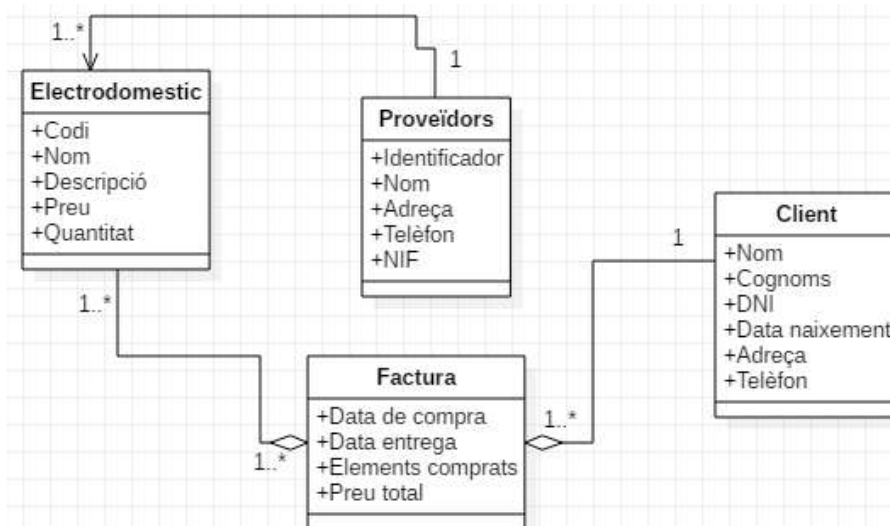 1..*
1
Electrodomestic
+Codi
+Nom
+Descripció
+Preu
+Quantitat
Proveïdors
+Identificador
+Nom
+Adreça
+Telèfon
+NIF
Client
+Nom
+Cognoms
+DNI
+Data naixement
+Adreça
+Telèfon
1
1..*
Factura
+Data de compra
+Data entrega
+Elements comprats
+Preu total
1..*
1..*